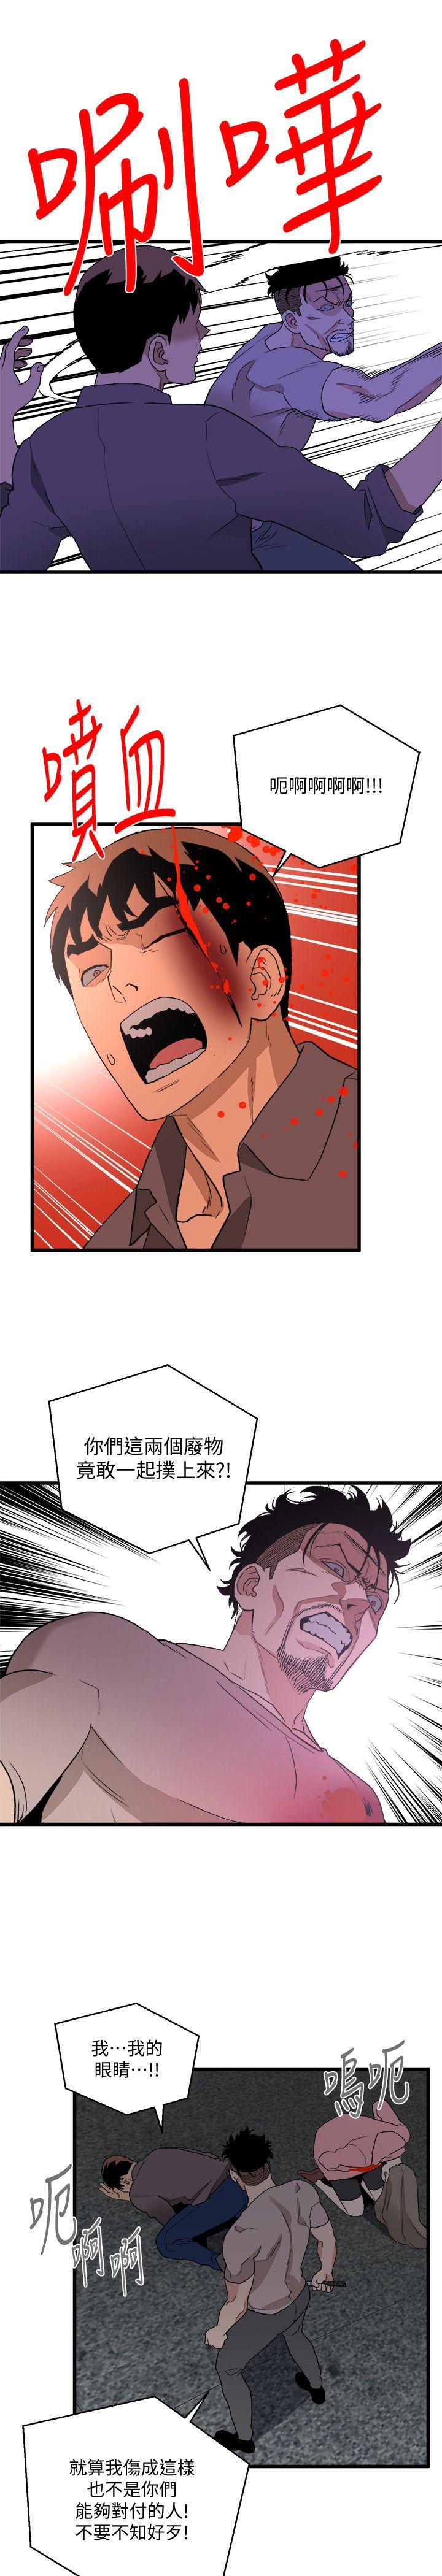 唰嘩
噴血
呃啊啊啊啊!!!
你們這兩個廢物
竟敢一起撲上來?!
我…我的
眼睛…!!
嗚呃
呃
啊啊
就算我傷成這樣
也不是你們
能夠對付的人!
不要不知好歹!